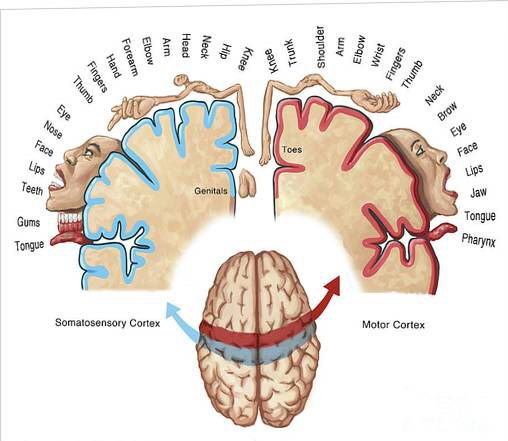 Tongue
Gums
Teeth
Lips
Face
Nose
Eye
Thumb
Fingers
Hand
Forearm
Elbow
Arm
Head
Neck
Hip
Knee
Knee
Trunk
Shoulder
Arm
Elbow
Wrist
Fingers
Thumb
Neck
Brow
Eye
Face
Lips
Jaw
Tongue
Pharynx
Toes
Genitals
Somatosensory Cortex
Motor Cortex